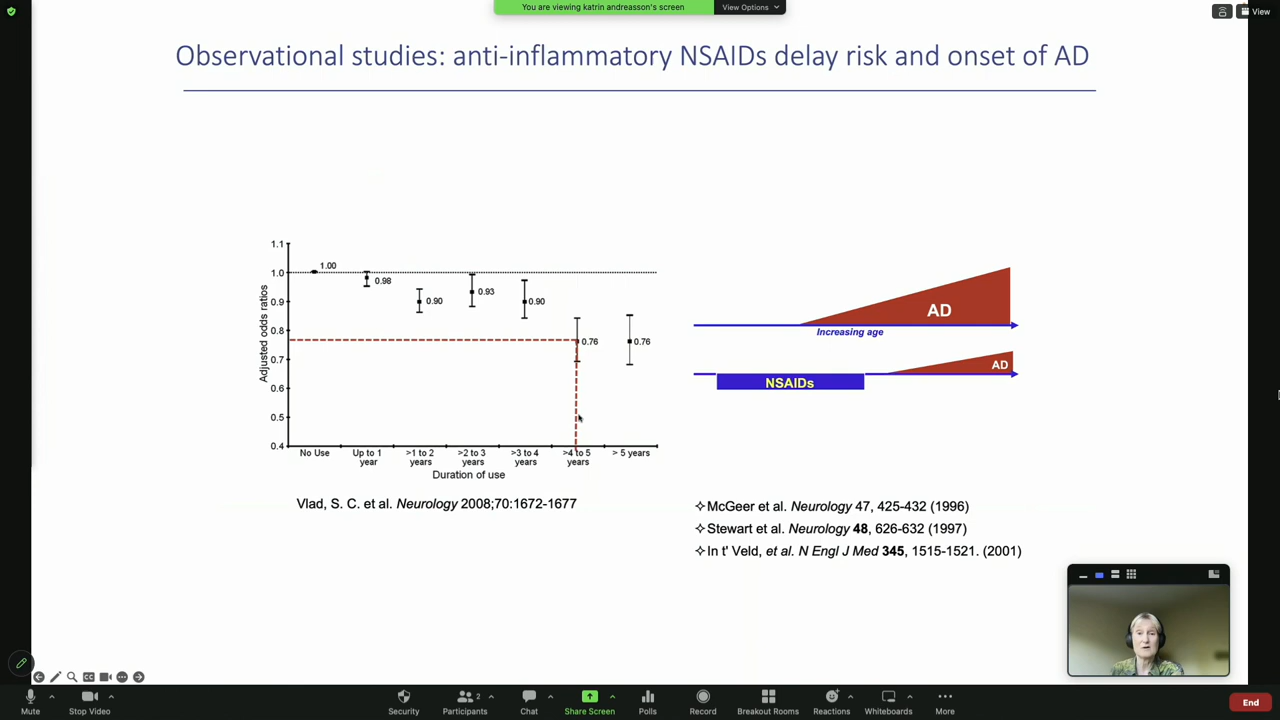 You are viewing katrin andreasson's screen
View Options
View
Observational studies: anti-inflammatory NSAIDs delay risk and onset of AD
Adjusted odds ratios
1.1
1.0
0.9
0.8
0.7
0.6
0.5
0.4
1.00
0.98
0.90
0.93
0.90
0.76
0.76
No Use
Up to 1 year
>1 to 2 years
>2 to 3 years
>3 to 4 years
>4 to 5 years
> 5 years
Duration of use
Vlad, S. C. et al. Neurology 2008;70:1672-1677
AD
Increasing age
AD
NSAIDs
✧McGeer et al. Neurology 47, 425-432 (1996)
✧Stewart et al. Neurology 48, 626-632 (1997)
✧In t' Veld, et al. N Engl J Med 345, 1515-1521. (2001)
Mute
Stop Video
Security
Participants
2
Chat
Share Screen
Polls
Record
Breakout Rooms
Reactions
Whiteboards
More
End